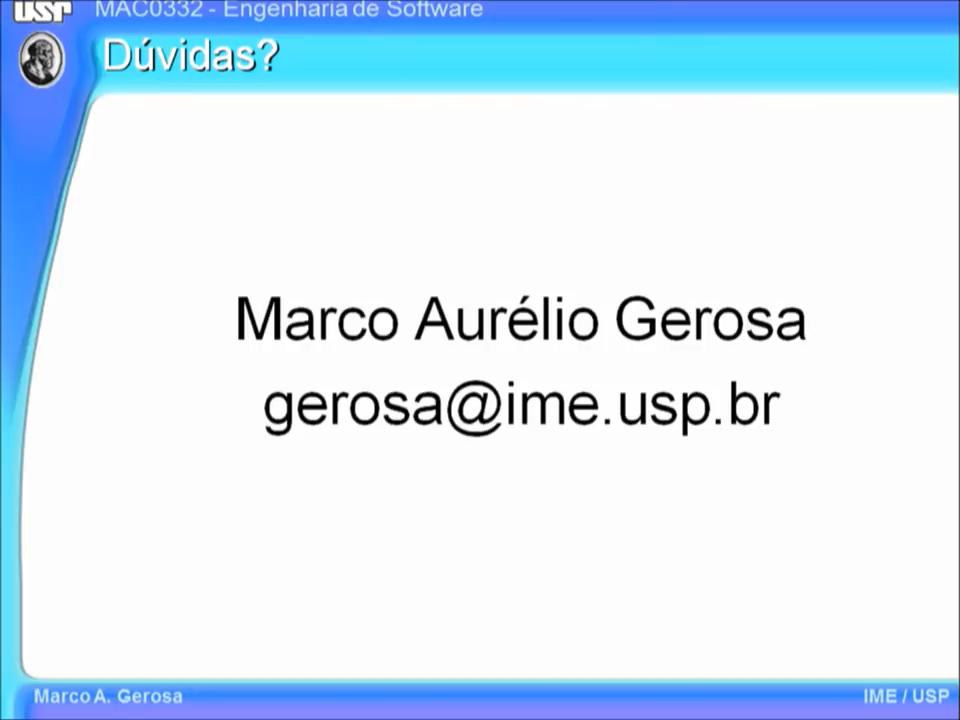 USP
MAC0332 - Engenharia de Software
Dúvidas?
Marco Aurélio Gerosa
gerosa@ime.usp.br
Marco A. Gerosa
IME / USP